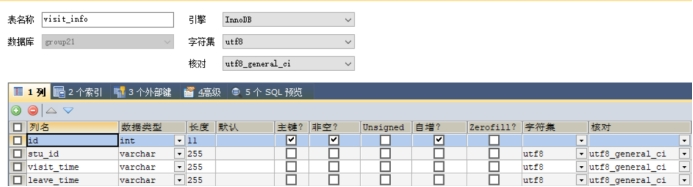 表名称 visit_info 引擎 InnoDB
数据库 group21 字符集 utf8
核对 utf8_general_ci
1 列 2 个索引 3 个外部键 4高级 5 个 SQL 预览
列名 数据类型 长度 默认 主键? 非空? Unsigned 自增? Zerofill? 字符集 核对
id int 11
stu_id varchar 255 utf8 utf8_general_ci
visit_time varchar 255 utf8 utf8_general_ci
leave_time varchar 255 utf8 utf8_general_ci